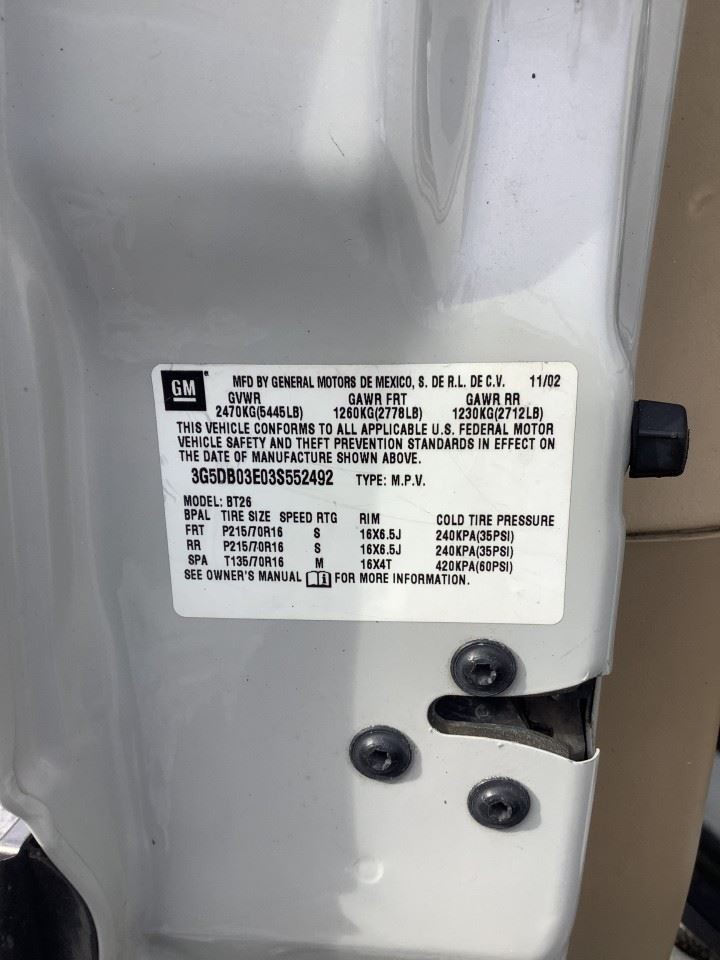 GM MFD BY GENERAL MOTORS DE MEXICO, S. DE R.L. DE C.V. 11/02
GVWR GAWR FRT GAWR RR
2470KG(5445LB) 1260KG(2778LB) 1230KG(2712LB)
THIS VEHICLE CONFORMS TO ALL APPLICABLE U.S. FEDERAL MOTOR
VEHICLE SAFETY AND THEFT PREVENTION STANDARDS IN EFFECT ON
THE DATE OF MANUFACTURE SHOWN ABOVE.
3G5DB03E03S552492 TYPE: M.P.V.
MODEL: BT26
BPAL TIRE SIZE SPEED RTG RIM COLD TIRE PRESSURE
FRT P215/70R16 S 16X6.5J 240KPA(35PSI)
RR P215/70R16 S 16X6.5J 240KPA(35PSI)
SPA T135/70R16 M 16X4T 420KPA(60PSI)
SEE OWNER'S MANUAL FOR MORE INFORMATION.